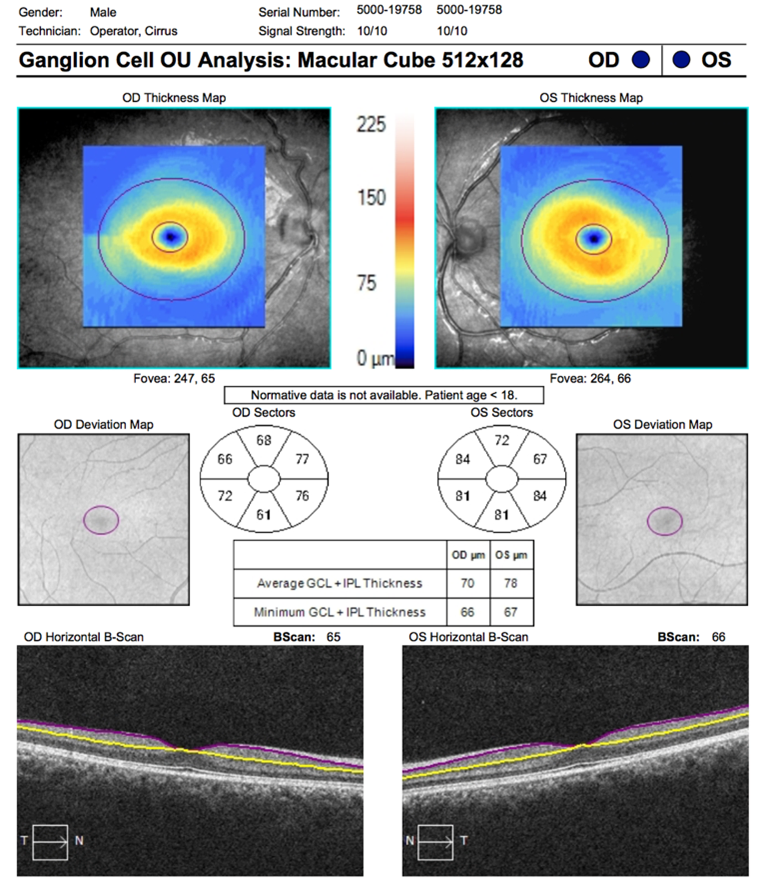 Gender: Male Serial Number: 5000-19758 5000-19758
Technician: Operator, Cirrus Signal Strength: 10/10 10/10
Ganglion Cell OU Analysis: Macular Cube 512x128 OD OS
OD Thickness Map OS Thickness Map
225
150
75
0 µm
Fovea: 247, 65 Fovea: 264, 66
Normative data is not available. Patient age < 18.
OD Sectors OS Sectors
OD Deviation Map OS Deviation Map
68 72
66 77 84 67
72 76 81 84
61 81
OD µm OS µm
Average GCL + IPL Thickness 70 78
Minimum GCL + IPL Thickness 66 67
OD Horizontal B-Scan BScan: 65 OS Horizontal B-Scan BScan: 66
T N N T